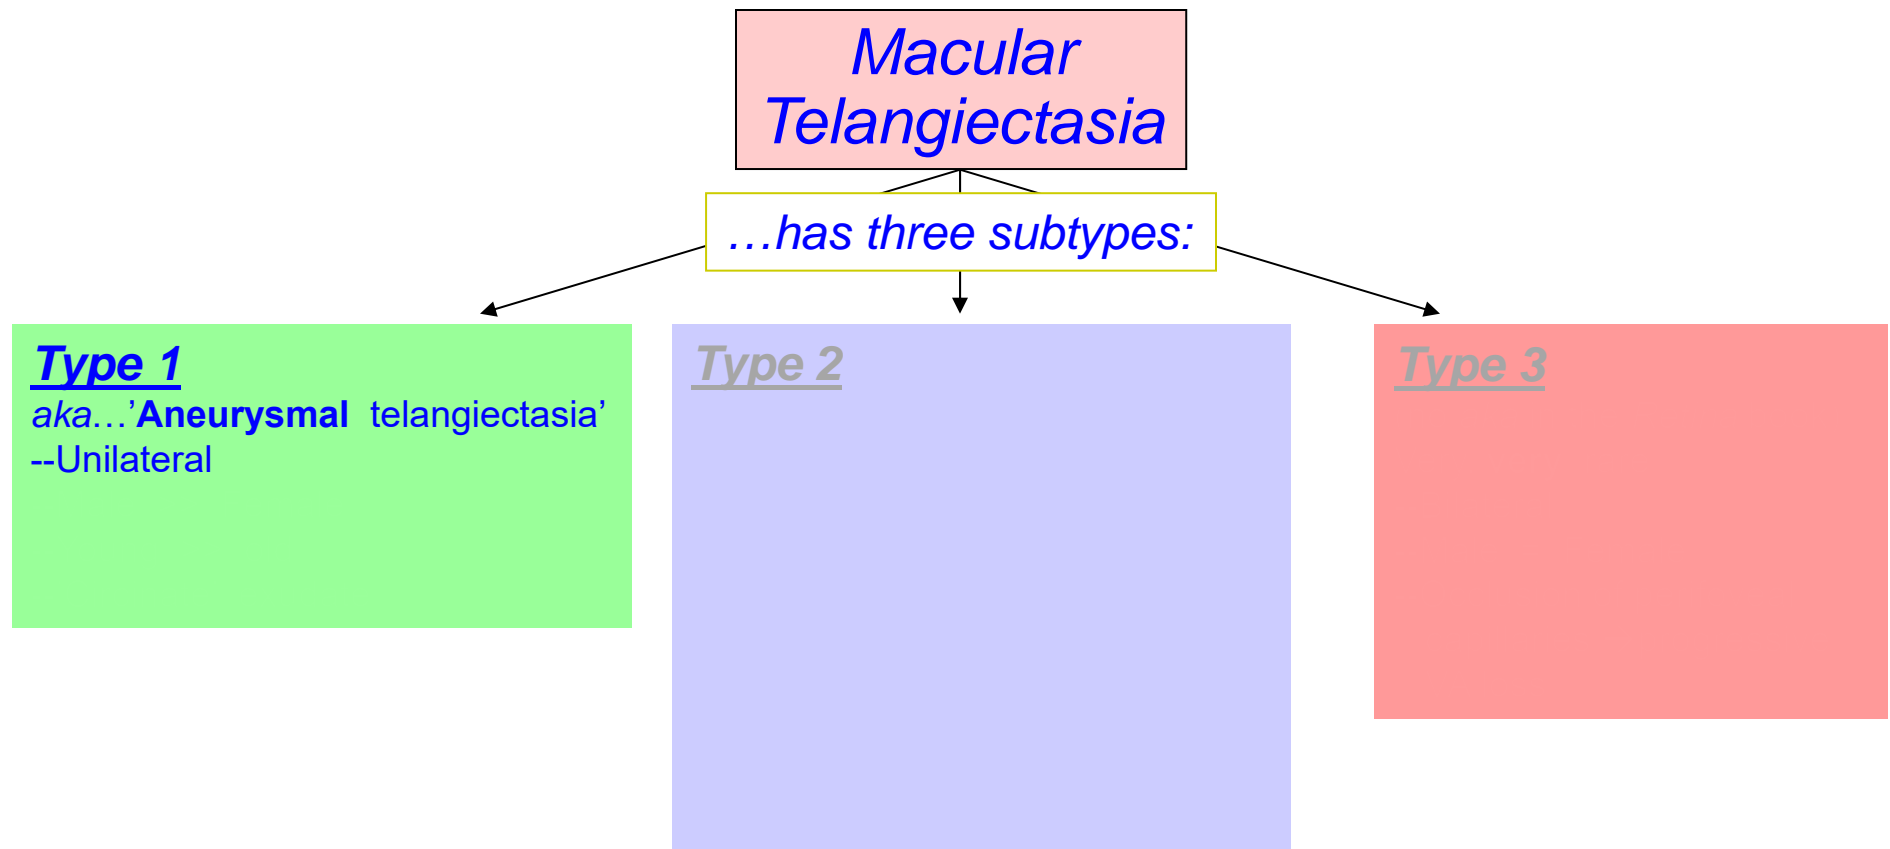 Macular
Telangiectasia
…has three subtypes:
Type 1
aka…’Aneurysmal telangiectasia’
--Unilateral
Type 2
Type 3